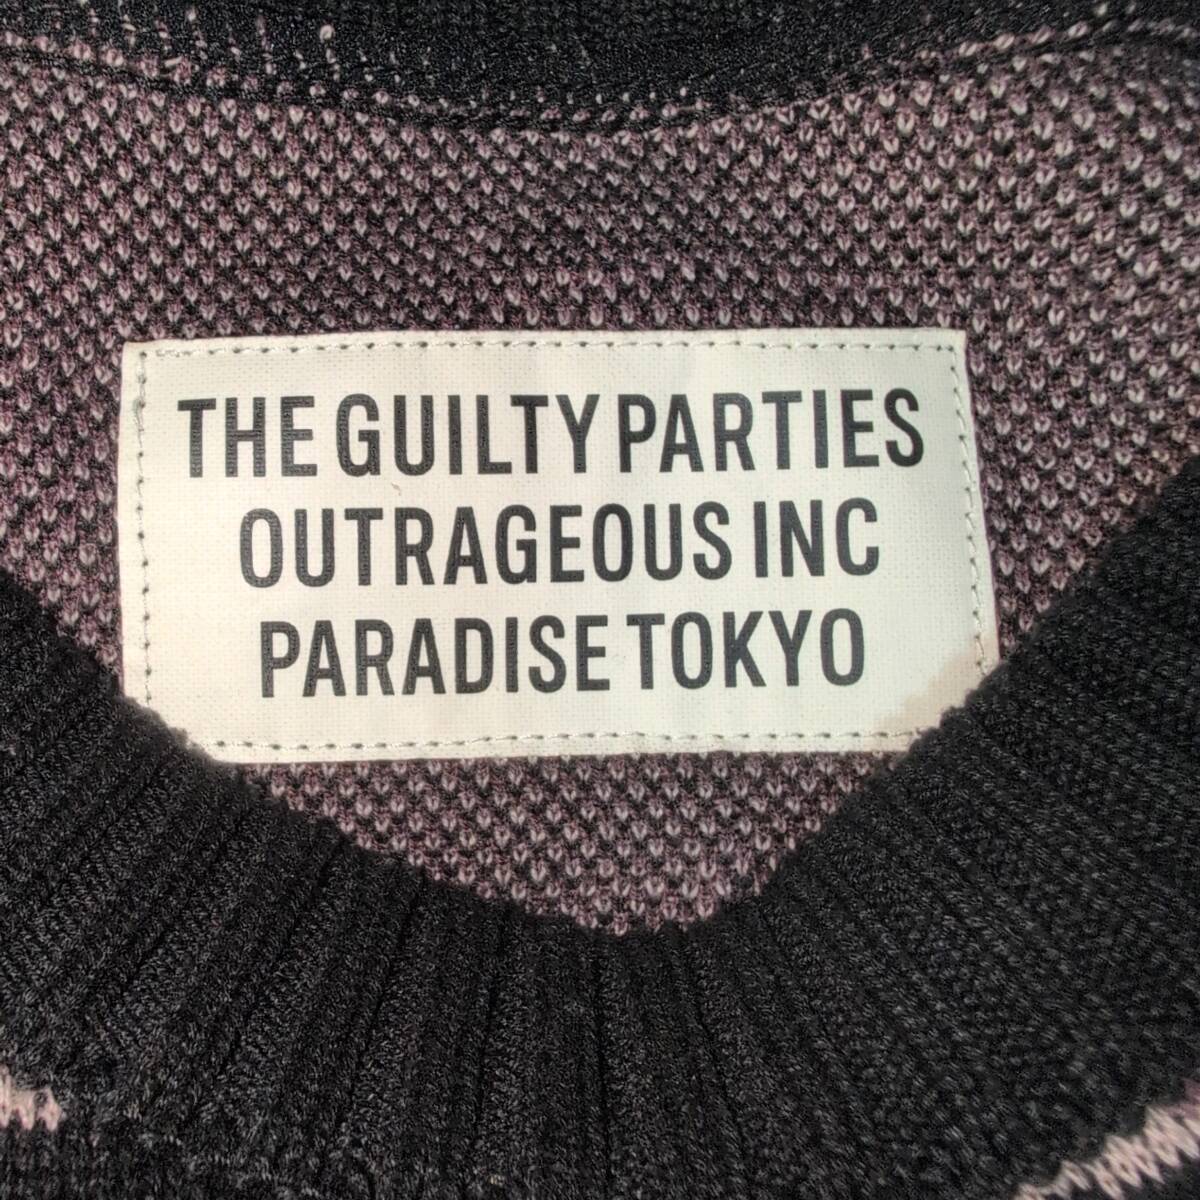 THE GUILTY PARTIES
OUTRAGEOUS INC
PARADISE TOKYO